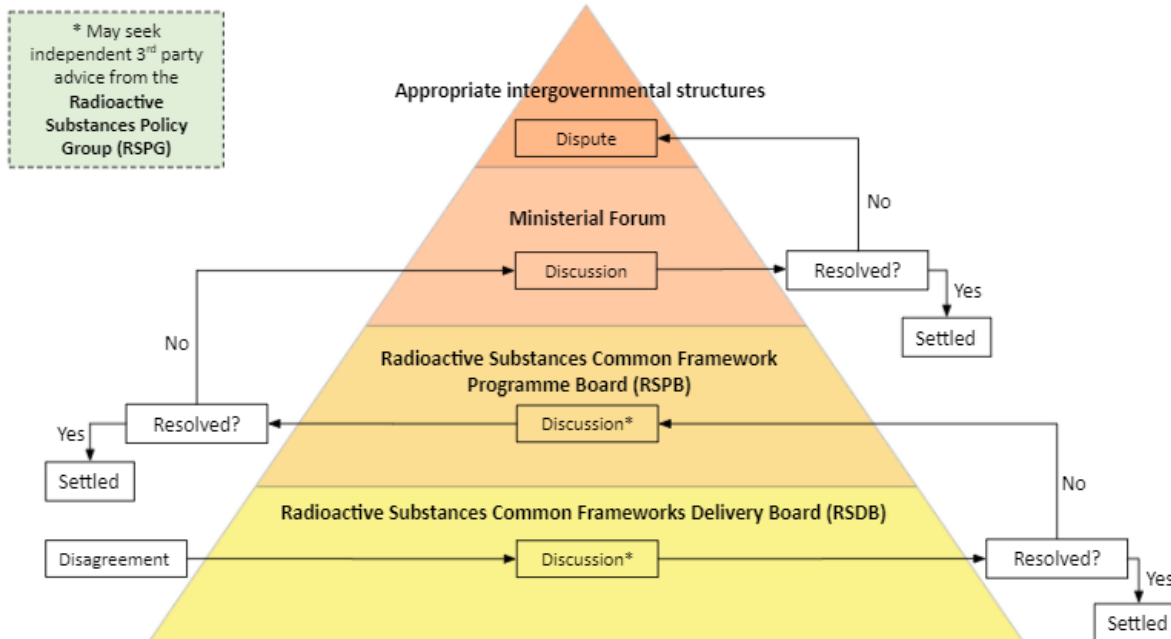 * May seek
independent 3rd party
advice from the
Radioactive
Substances Policy
Group (RSPG)
Appropriate intergovernmental structures
Dispute
No
Ministerial Forum
Discussion
Resolved?
Yes
Settled
No
Radioactive Substances Common Framework
Programme Board (RSPB)
Resolved?
Discussion*
Yes
Settled
No
Radioactive Substances Common Frameworks Delivery Board (RSDB)
Disagreement
Discussion*
Resolved?
Yes
Settled